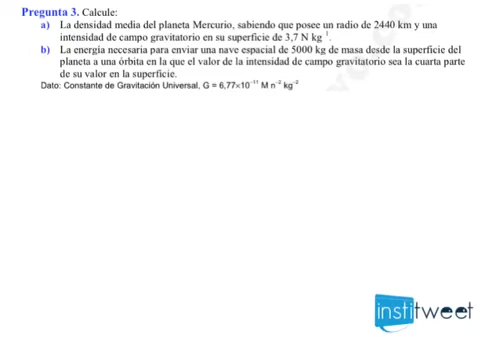 Pregunta 3. Calcule:
a) La densidad media del planeta Mercurio, sabiendo que posee un radio de 2440 km y una
intensidad de campo gravitatorio en su superficie de 3,7 N kg⁻¹.
b) La energía necesaria para enviar una nave espacial de 5000 kg de masa desde la superficie del
planeta a una órbita en la que el valor de la intensidad de campo gravitatorio sea la cuarta parte
de su valor en la superficie.
Dato: Constante de Gravitación Universal, G = 6,77×10⁻¹¹ M n⁻² kg⁻²
institweet